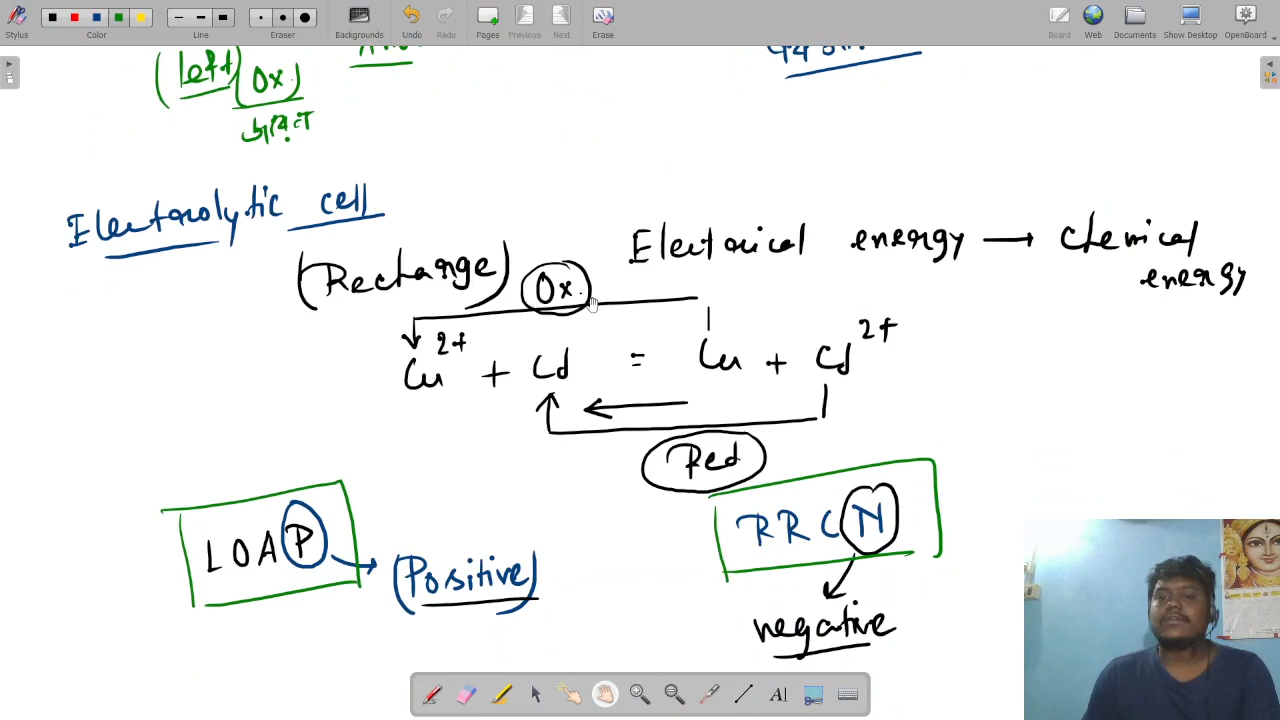 Stylus
Color
Line
Eraser
Backgrounds
Undo
Redo
Pages
Previous
Next
Erase
Board
Web
Documents
Show Desktop
OpenBoard
(left) (Ox.)
Electrolytic cell
(Recharge)
Electrical energy → chemical
energy
Ox.
Cu2+ + Cd = Cu + Cd2+
Red
LOAP
(Positive)
RRCN
negative
AI